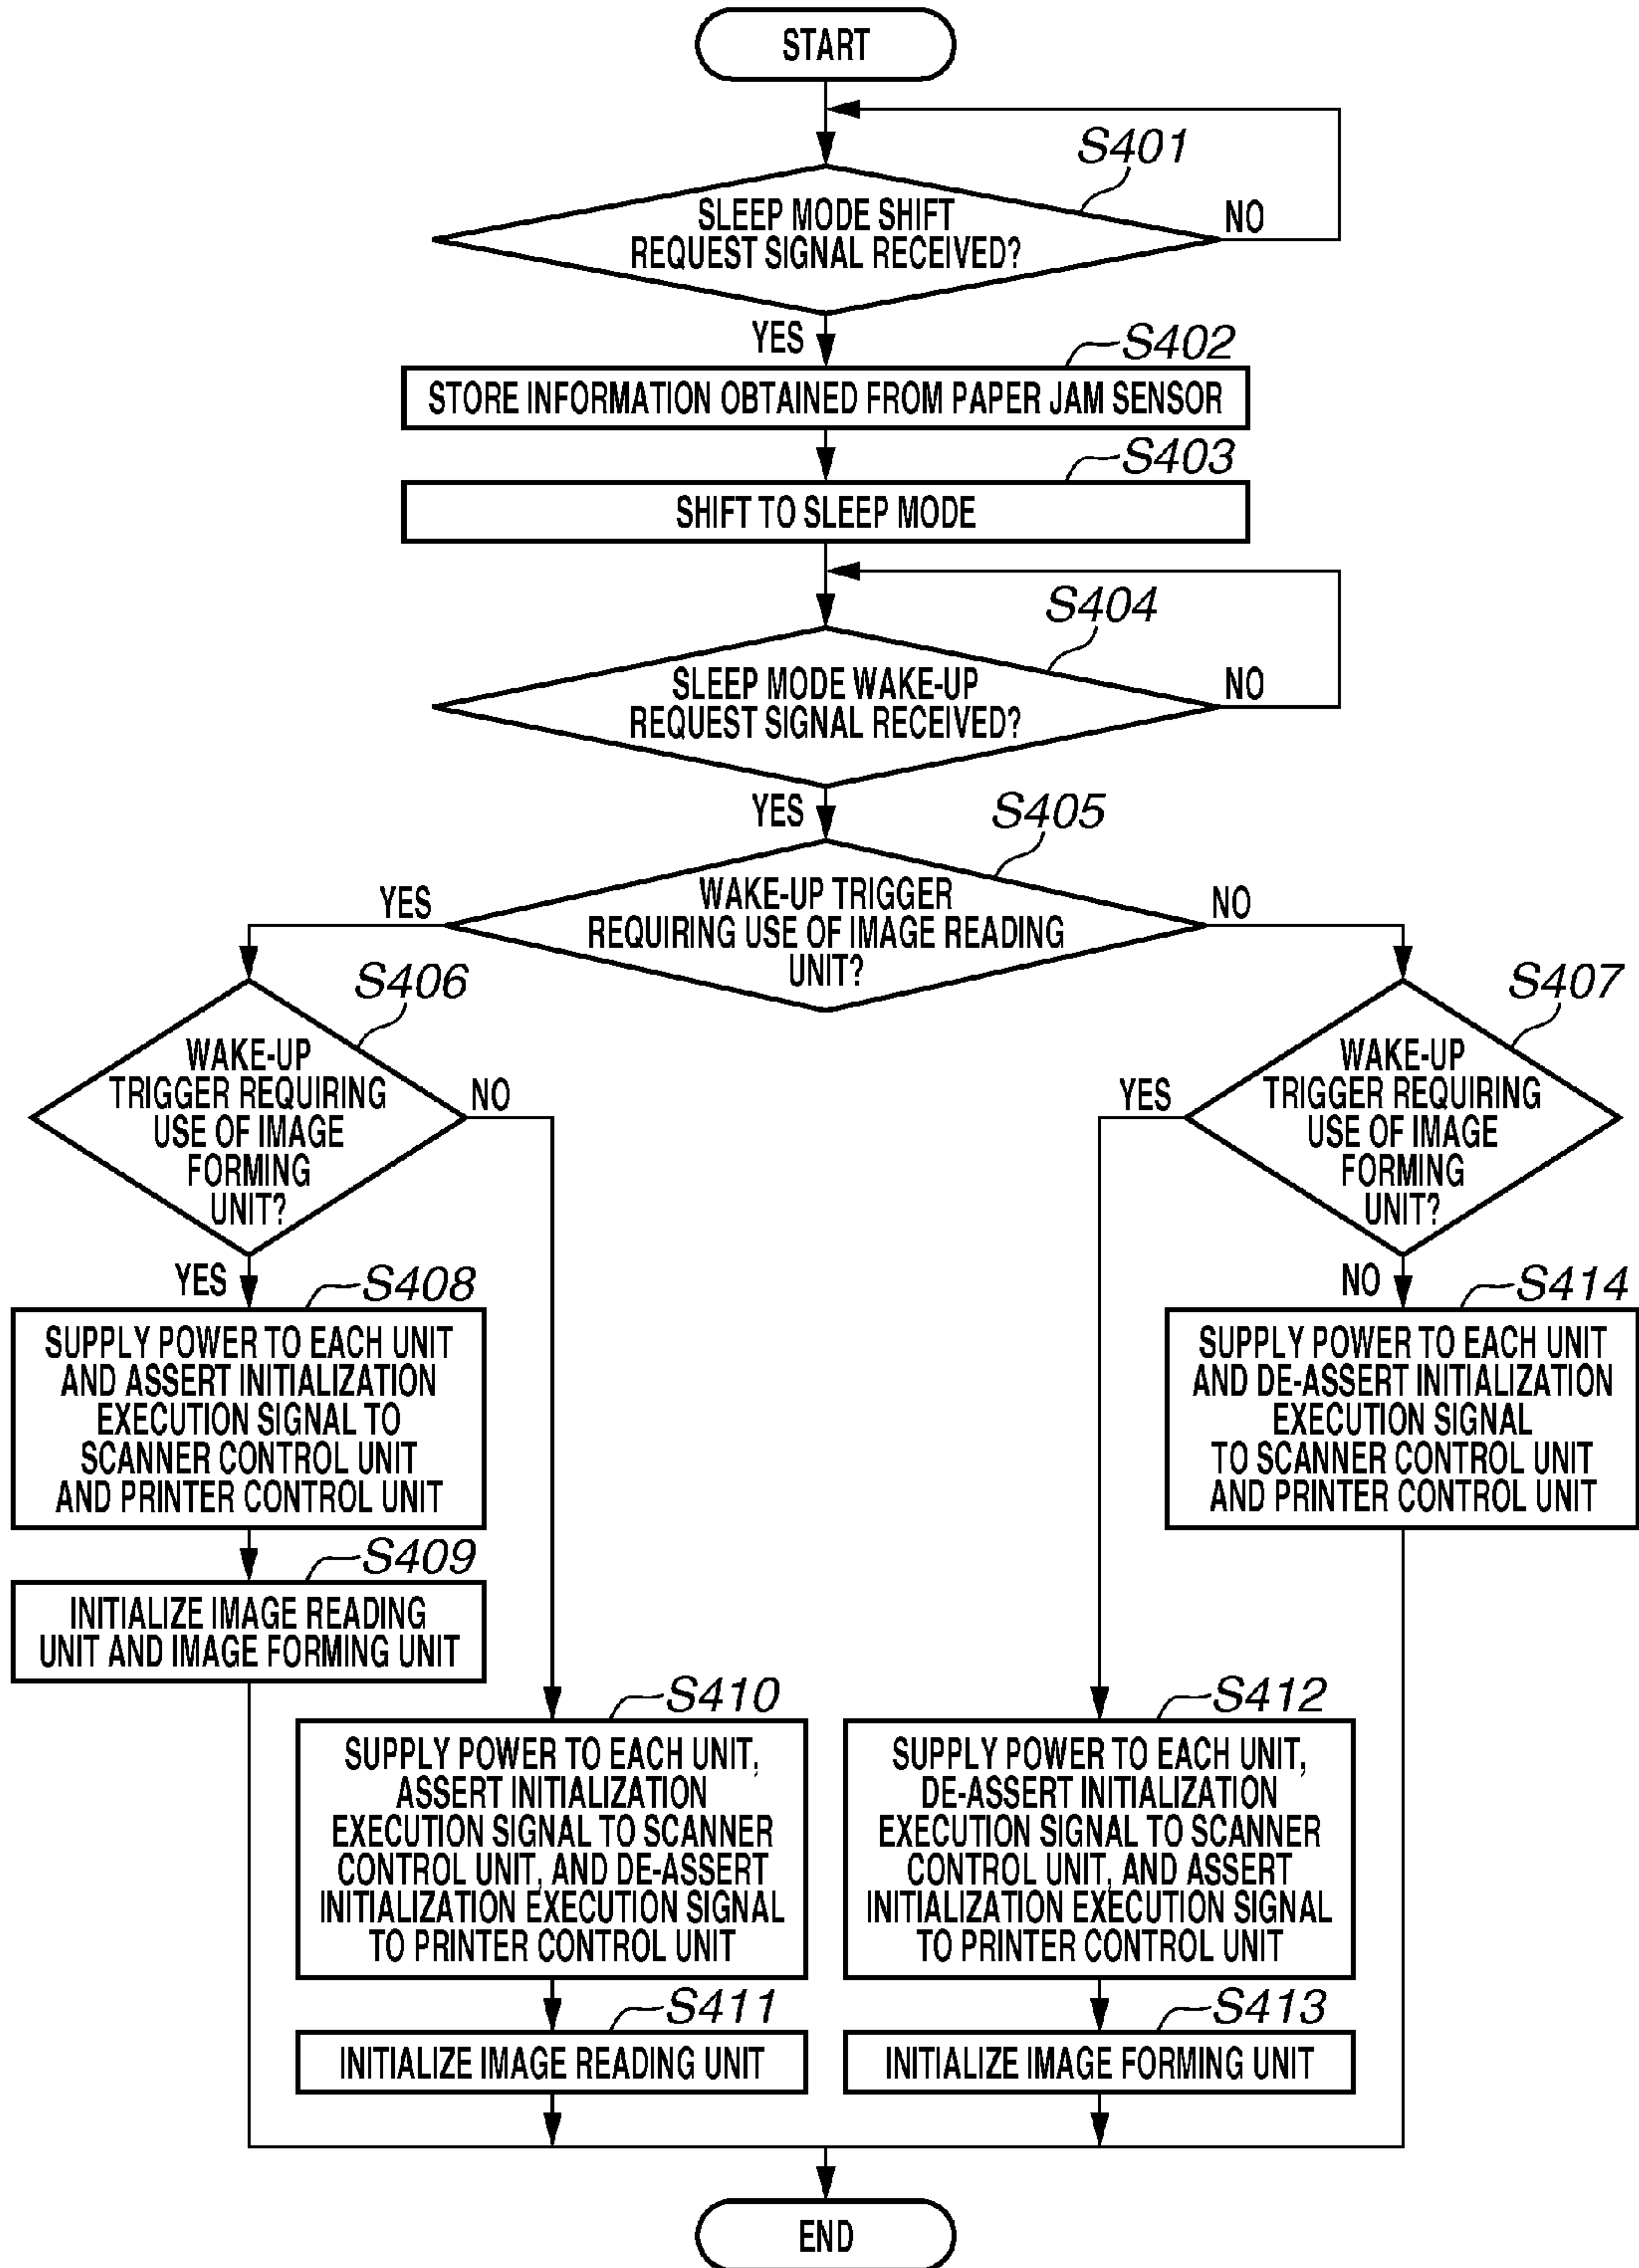 START
S401
SLEEP MODE SHIFT
REQUEST SIGNAL RECEIVED?
NO
YES
S402
STORE INFORMATION OBTAINED FROM PAPER JAM SENSOR
S403
SHIFT TO SLEEP MODE
S404
SLEEP MODE WAKE-UP
REQUEST SIGNAL RECEIVED?
NO
YES
S405
WAKE-UP TRIGGER
REQUIRING USE OF IMAGE READING
UNIT?
YES
NO
S406
WAKE-UP
TRIGGER REQUIRING
USE OF IMAGE
FORMING
UNIT?
NO
YES
S407
WAKE-UP
TRIGGER REQUIRING
USE OF IMAGE
FORMING
UNIT?
YES
NO
S408
SUPPLY POWER TO EACH UNIT
AND ASSERT INITIALIZATION
EXECUTION SIGNAL TO
SCANNER CONTROL UNIT
AND PRINTER CONTROL UNIT
S414
SUPPLY POWER TO EACH UNIT
AND DE-ASSERT INITIALIZATION
EXECUTION SIGNAL
TO SCANNER CONTROL UNIT
AND PRINTER CONTROL UNIT
S409
INITIALIZE IMAGE READING
UNIT AND IMAGE FORMING UNIT
S410
SUPPLY POWER TO EACH UNIT,
ASSERT INITIALIZATION
EXECUTION SIGNAL TO SCANNER
CONTROL UNIT, AND DE-ASSERT
INITIALIZATION EXECUTION SIGNAL
TO PRINTER CONTROL UNIT
S412
SUPPLY POWER TO EACH UNIT,
DE-ASSERT INITIALIZATION
EXECUTION SIGNAL TO SCANNER
CONTROL UNIT, AND ASSERT
INITIALIZATION EXECUTION SIGNAL
TO PRINTER CONTROL UNIT
S411
INITIALIZE IMAGE READING UNIT
S413
INITIALIZE IMAGE FORMING UNIT
END